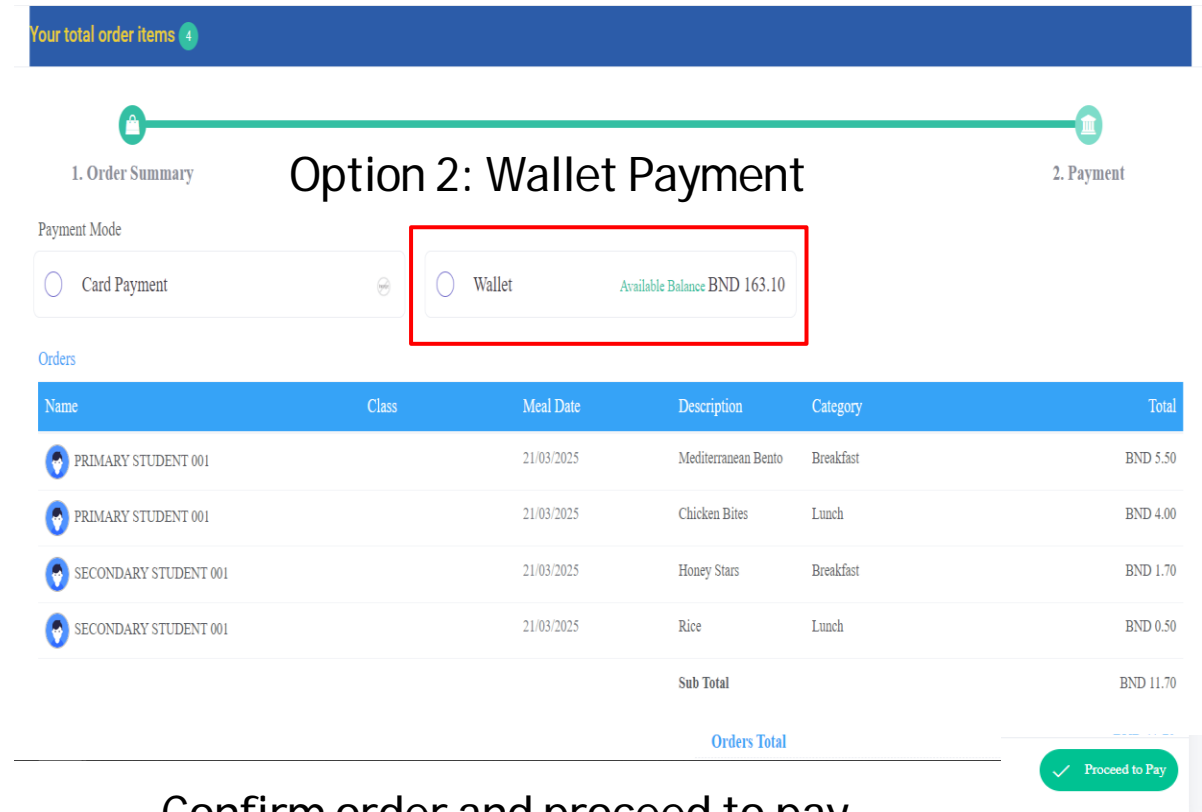 Your total order items 4
1. Order Summary
Option 2: Wallet Payment
2. Payment
Payment Mode
Card Payment
Wallet Available Balance BND 163.10
Orders
Name Class Meal Date Description Category Total
PRIMARY STUDENT 001 21/03/2025 Mediterranean Bento Breakfast BND 5.50
PRIMARY STUDENT 001 21/03/2025 Chicken Bites Lunch BND 4.00
SECONDARY STUDENT 001 21/03/2025 Honey Stars Breakfast BND 1.70
SECONDARY STUDENT 001 21/03/2025 Rice Lunch BND 0.50
Sub Total BND 11.70
Orders Total
Proceed to Pay
Confirm order and proceed to pay